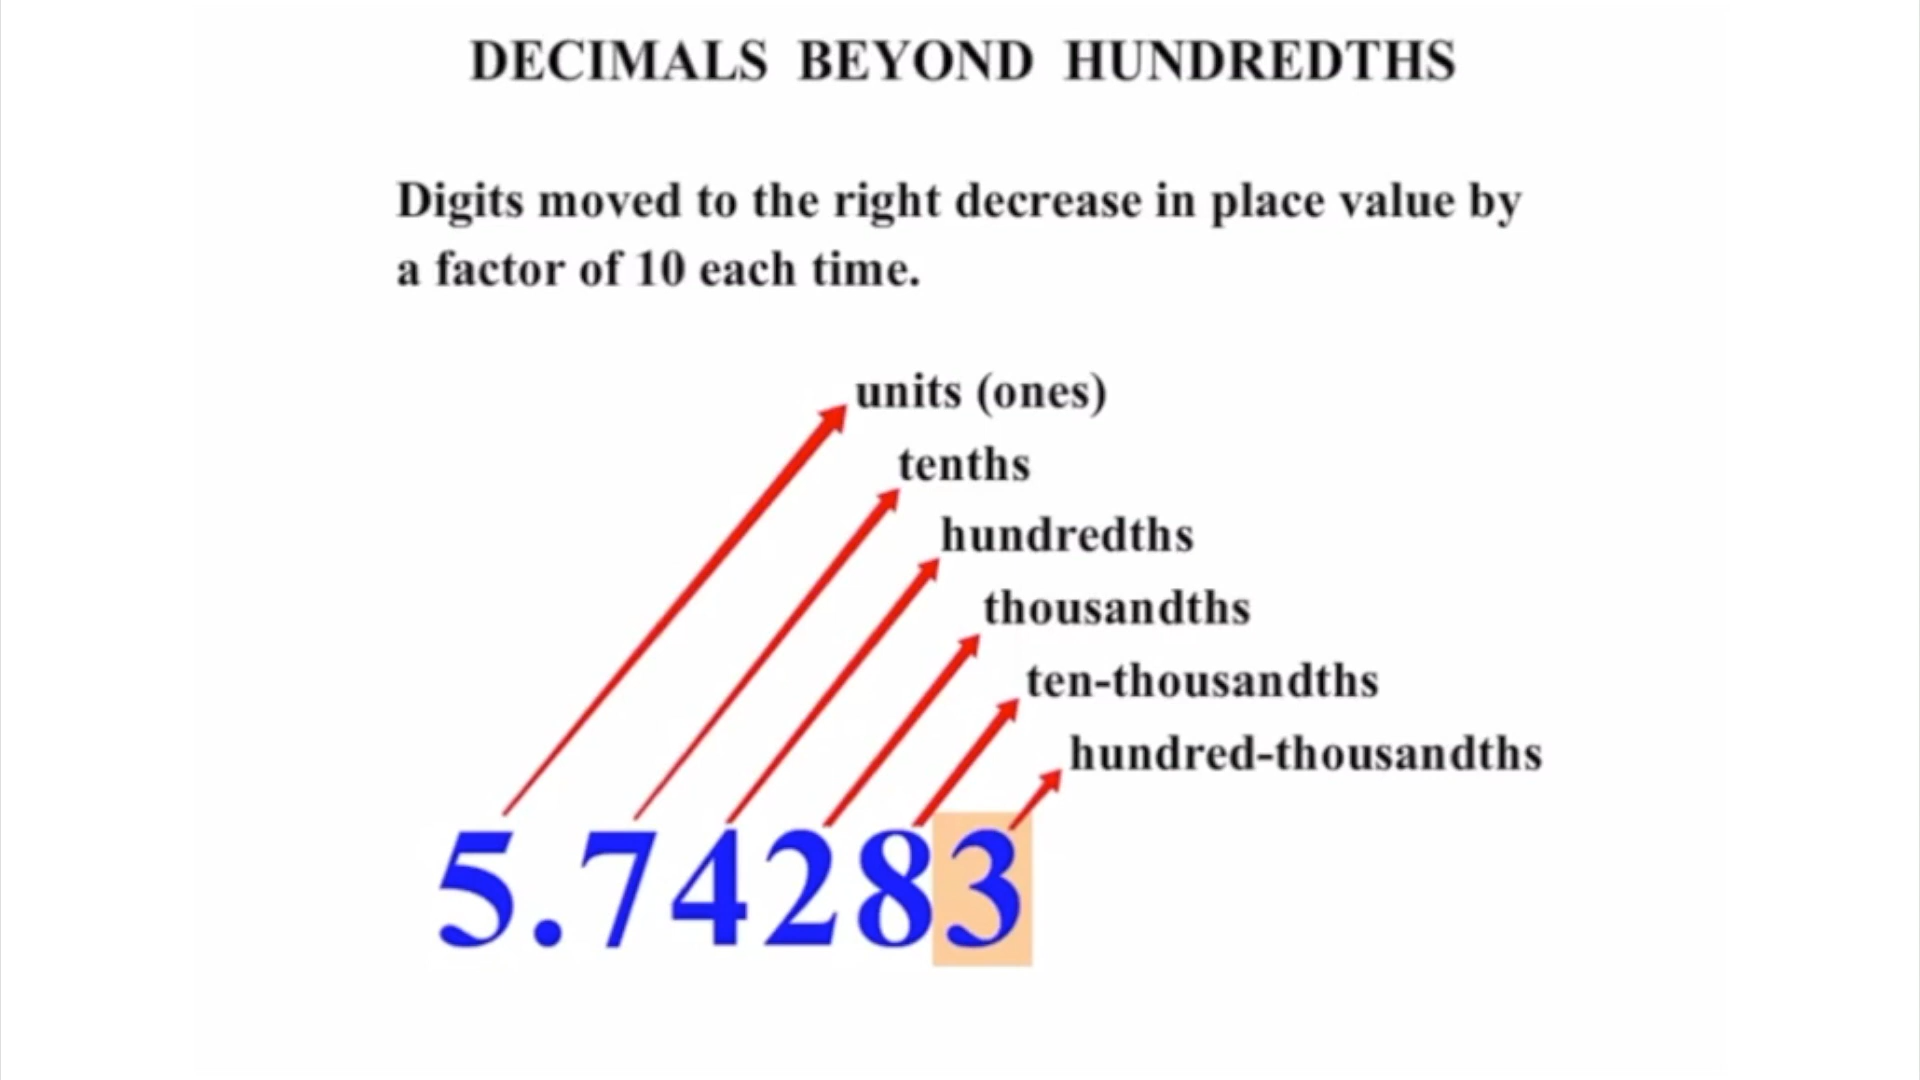 DECIMALS BEYOND HUNDREDTHS
Digits moved to the right decrease in place value by
a factor of 10 each time.
units (ones)
tenths
hundredths
thousandths
ten-thousandths
hundred-thousandths
5.74283